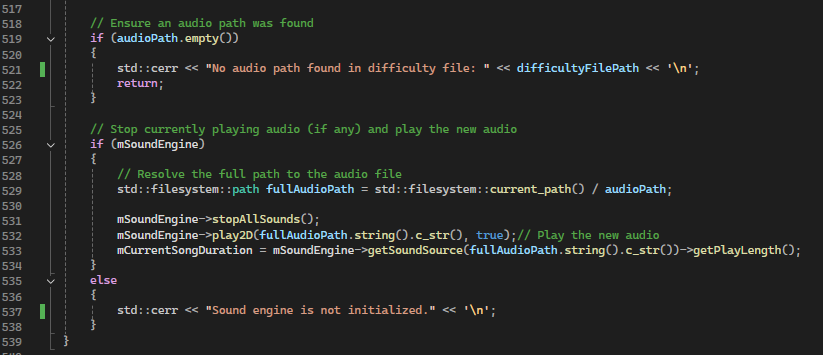 517
518 // Ensure an audio path was found
519 if (audioPath.empty())
520 {
521 std::cerr << "No audio path found in difficulty file: " << difficultyFilePath << '\n';
522 return;
523 }
524
525 // Stop currently playing audio (if any) and play the new audio
526 if (mSoundEngine)
527 {
528 // Resolve the full path to the audio file
529 std::filesystem::path fullAudioPath = std::filesystem::current_path() / audioPath;
530
531 mSoundEngine->stopAllSounds();
532 mSoundEngine->play2D(fullAudioPath.string().c_str(), true);// Play the new audio
533 mCurrentSongDuration = mSoundEngine->getSoundSource(fullAudioPath.string().c_str())->getPlayLength();
534 }
535 else
536 {
537 std::cerr << "Sound engine is not initialized." << '\n';
538 }
539 }